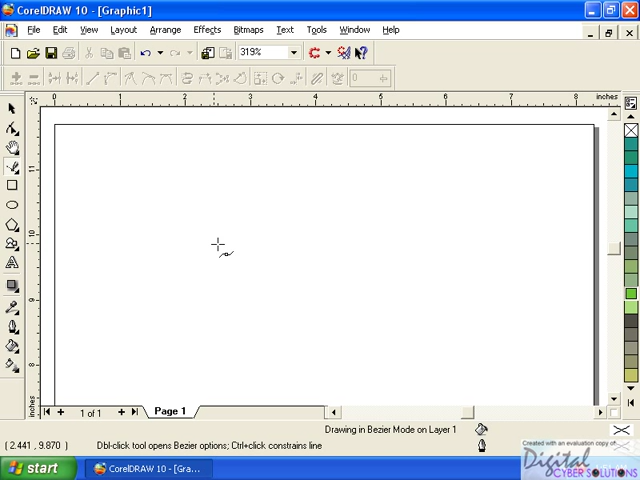 CorelDRAW 10 - [Graphic1]
File Edit View Layout Arrange Effects Bitmaps Text Tools Window Help
319%
0
0 1 2 3 4 5 6 7 8 inches
11
10
9
8
inches
1 of 1
Page 1
Drawing in Bezier Mode on Layer 1
( 2.441 , 9.870 ) Dbl-click tool opens Bezier options; Ctrl+click constrains line
Created with an evaluation copy of
Digital
CYBER SOLUTIONS
start
CorelDRAW 10 - [Gra...